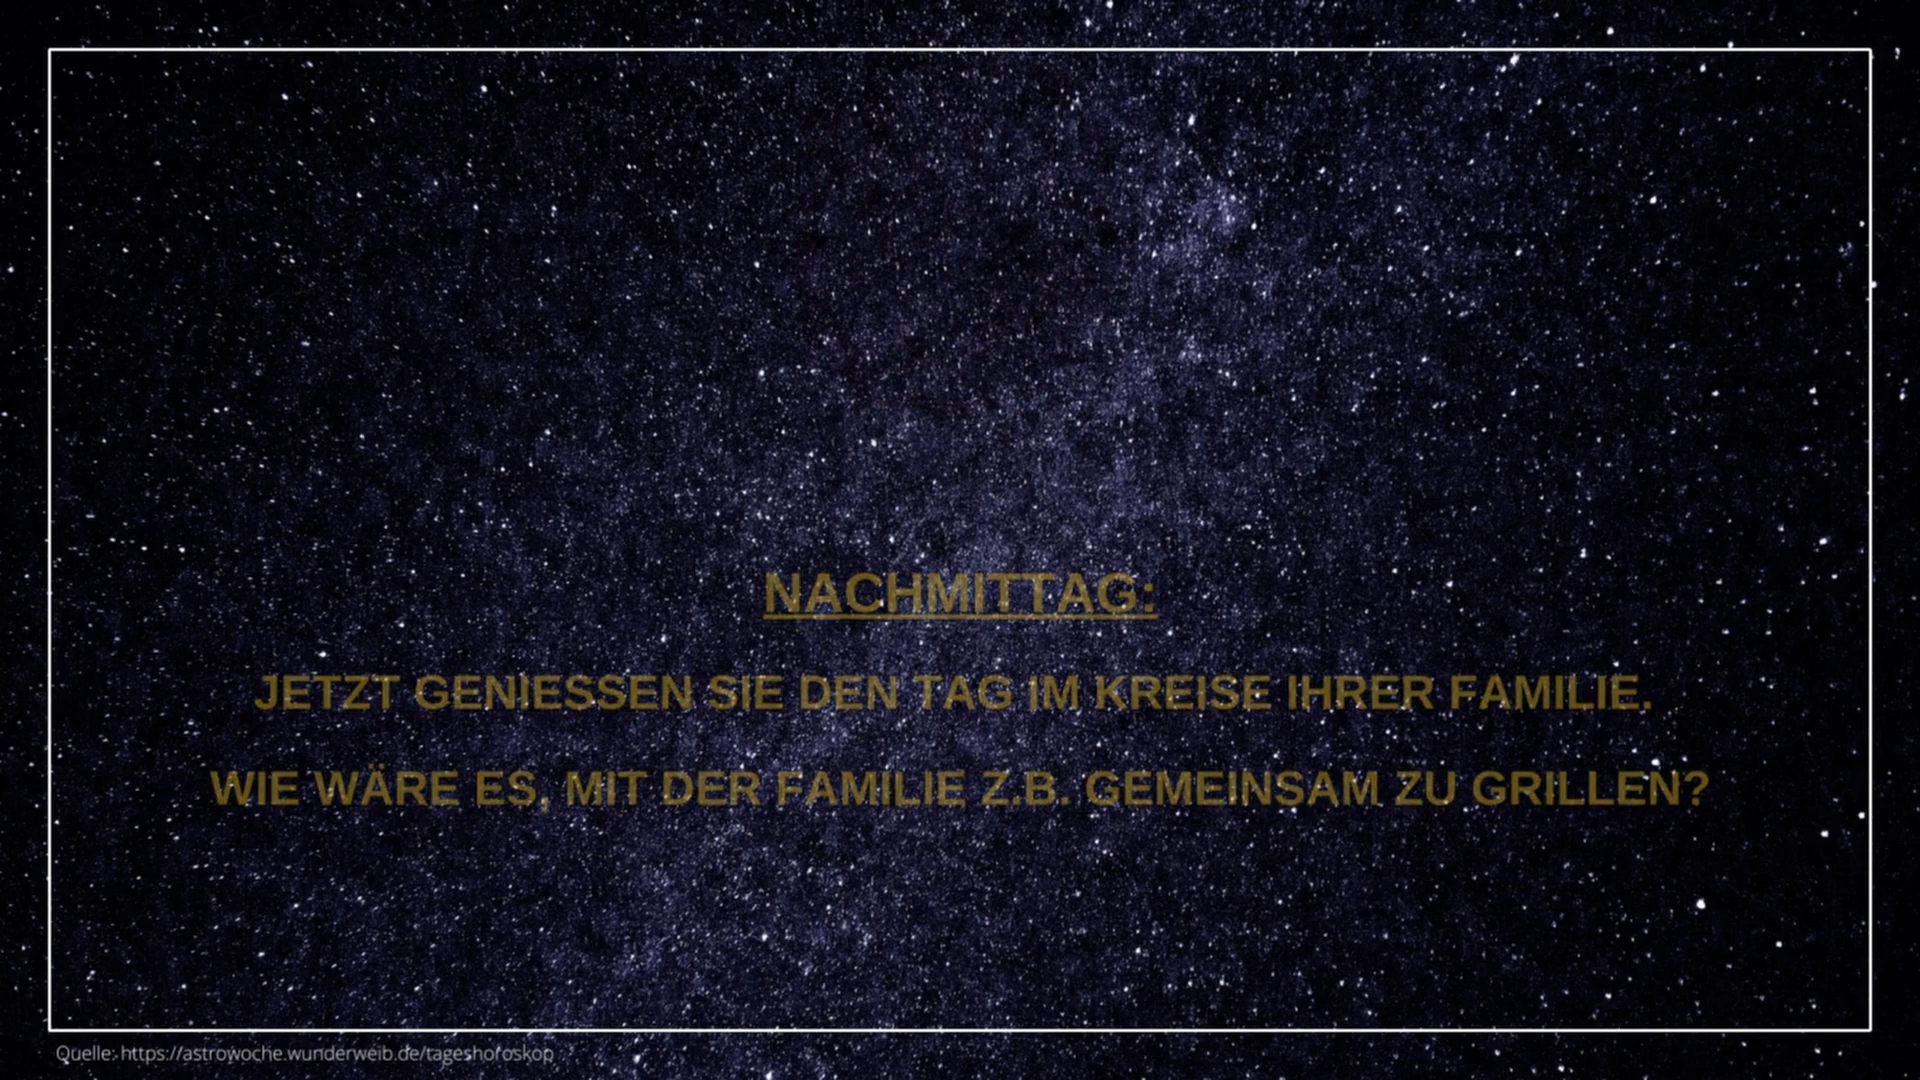 NACHMITTAG:
JETZT GENIESSEN SIE DEN TAG IM KREISE IHRER FAMILIE.
WIE WÄRE ES, MIT DER FAMILIE Z.B. GEMEINSAM ZU GRILLEN?
Quelle: https://astrowoche.wunderweib.de/tageshoroskop